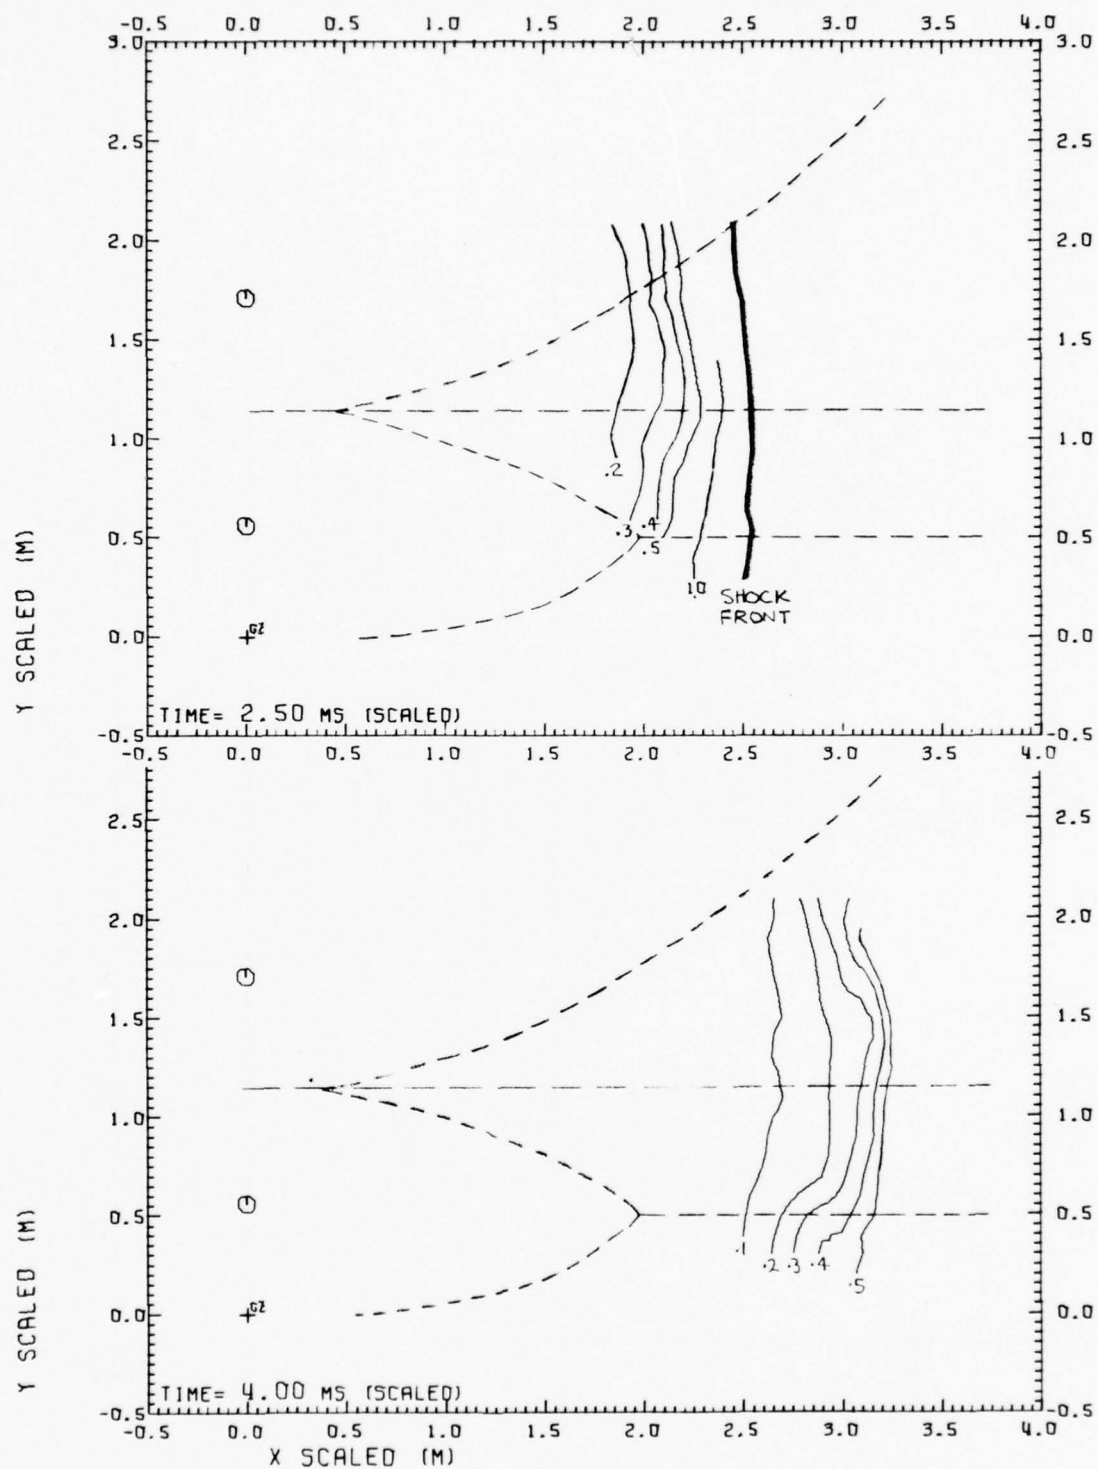 -0.5 0.0 0.5 1.0 1.5 2.0 2.5 3.0 3.5 4.0
3.0 3.0
2.5 2.5
2.0 2.0
1.5 1.5
1.0 1.0
.2
.3 .4
0.5 .5 0.5
10 SHOCK
FRONT
GZ
0.0 0.0
Y SCALED (M)
TIME= 2.50 MS (SCALED)
-0.5 -0.5
-0.5 0.0 0.5 1.0 1.5 2.0 2.5 3.0 3.5 4.0
2.5 2.5
2.0 2.0
1.5 1.5
1.0 1.0
0.5 0.5
.1 .2 .3 .4
.5
GZ
0.0 0.0
Y SCALED (M)
TIME= 4.00 MS (SCALED)
-0.5 -0.5
-0.5 0.0 0.5 1.0 1.5 2.0 2.5 3.0 3.5 4.0
X SCALED (M)